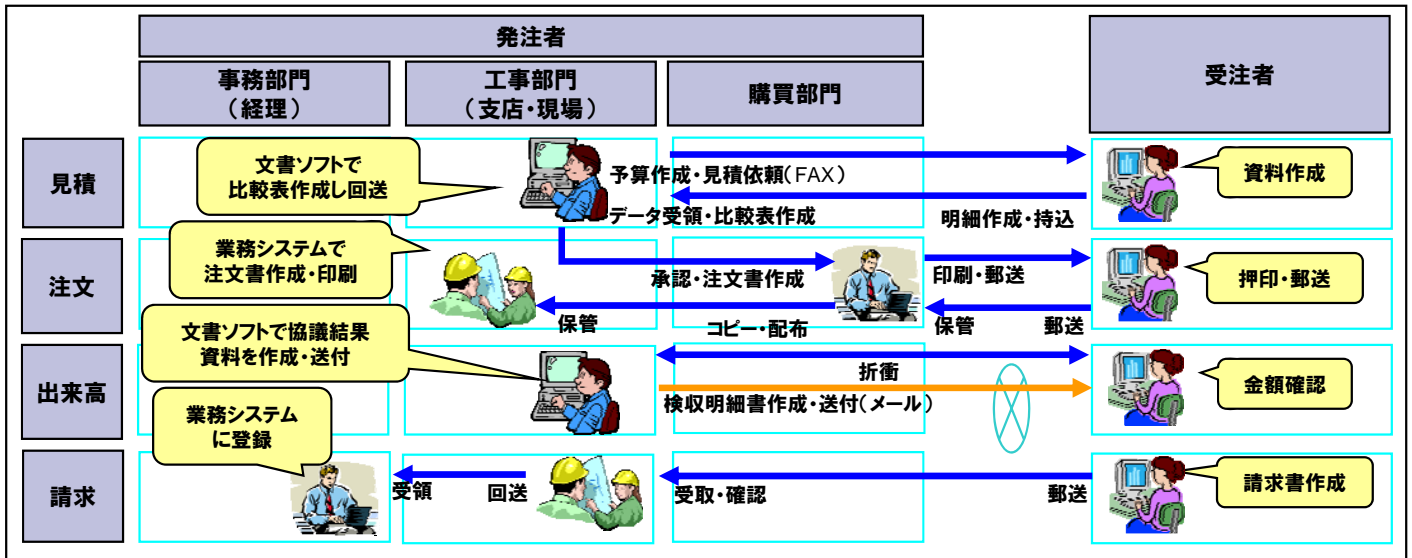 発注者
受注者
事務部門
（経理）
工事部門
（支店・現場）
購買部門
見積
文書ソフトで
比較表作成し回送
予算作成・見積依頼（FAX）
データ受領・比較表作成
明細作成・持込
資料作成
注文
業務システムで
注文書作成・印刷
承認・注文書作成
印刷・郵送
押印・郵送
保管
コピー・配布
保管
郵送
出来高
文書ソフトで協議結果
資料を作成・送付
折衝
検収明細書作成・送付（メール）
金額確認
請求
業務システム
に登録
受領
回送
受取・確認
郵送
請求書作成